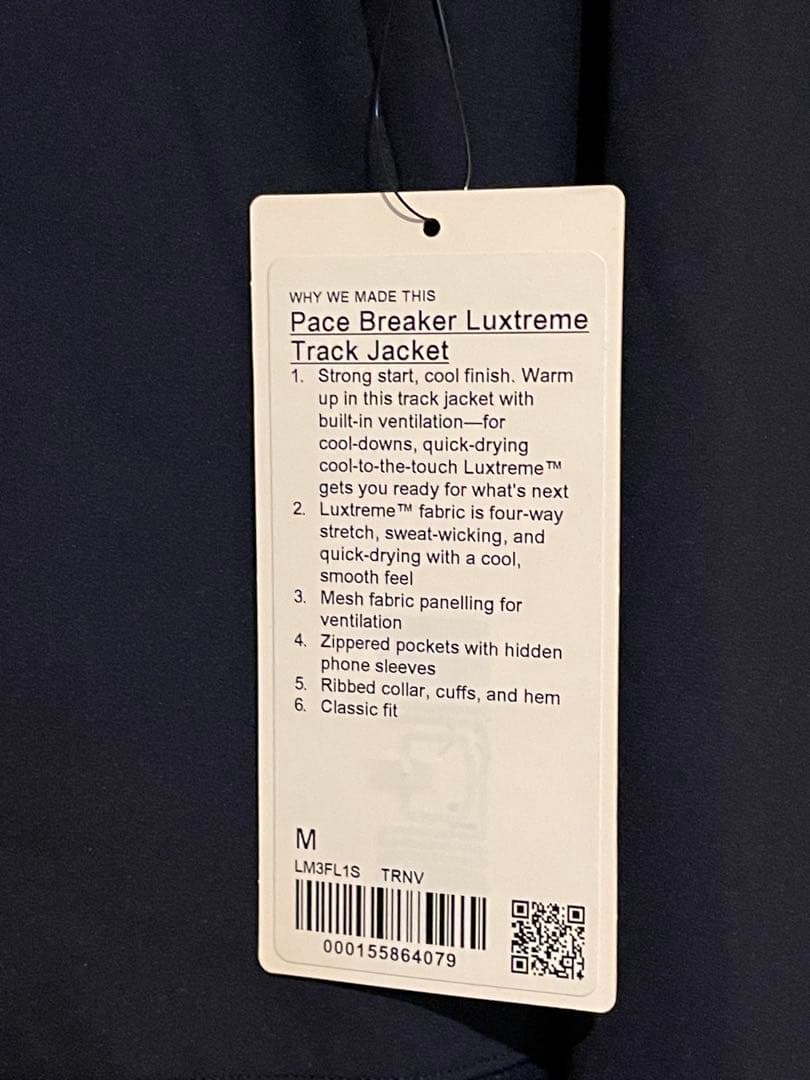 WHY WE MADE THIS
Pace Breaker Luxtreme
Track Jacket
1. Strong start, cool finish. Warm
up in this track jacket with
built-in ventilation—for
cool-downs, quick-drying
cool-to-the-touch Luxtreme™
gets you ready for what's next
2. Luxtreme™ fabric is four-way
stretch, sweat-wicking, and
quick-drying with a cool,
smooth feel
3. Mesh fabric panelling for
ventilation
4. Zippered pockets with hidden
phone sleeves
5. Ribbed collar, cuffs, and hem
6. Classic fit
M
LM3FL1S TRNV
000155864079